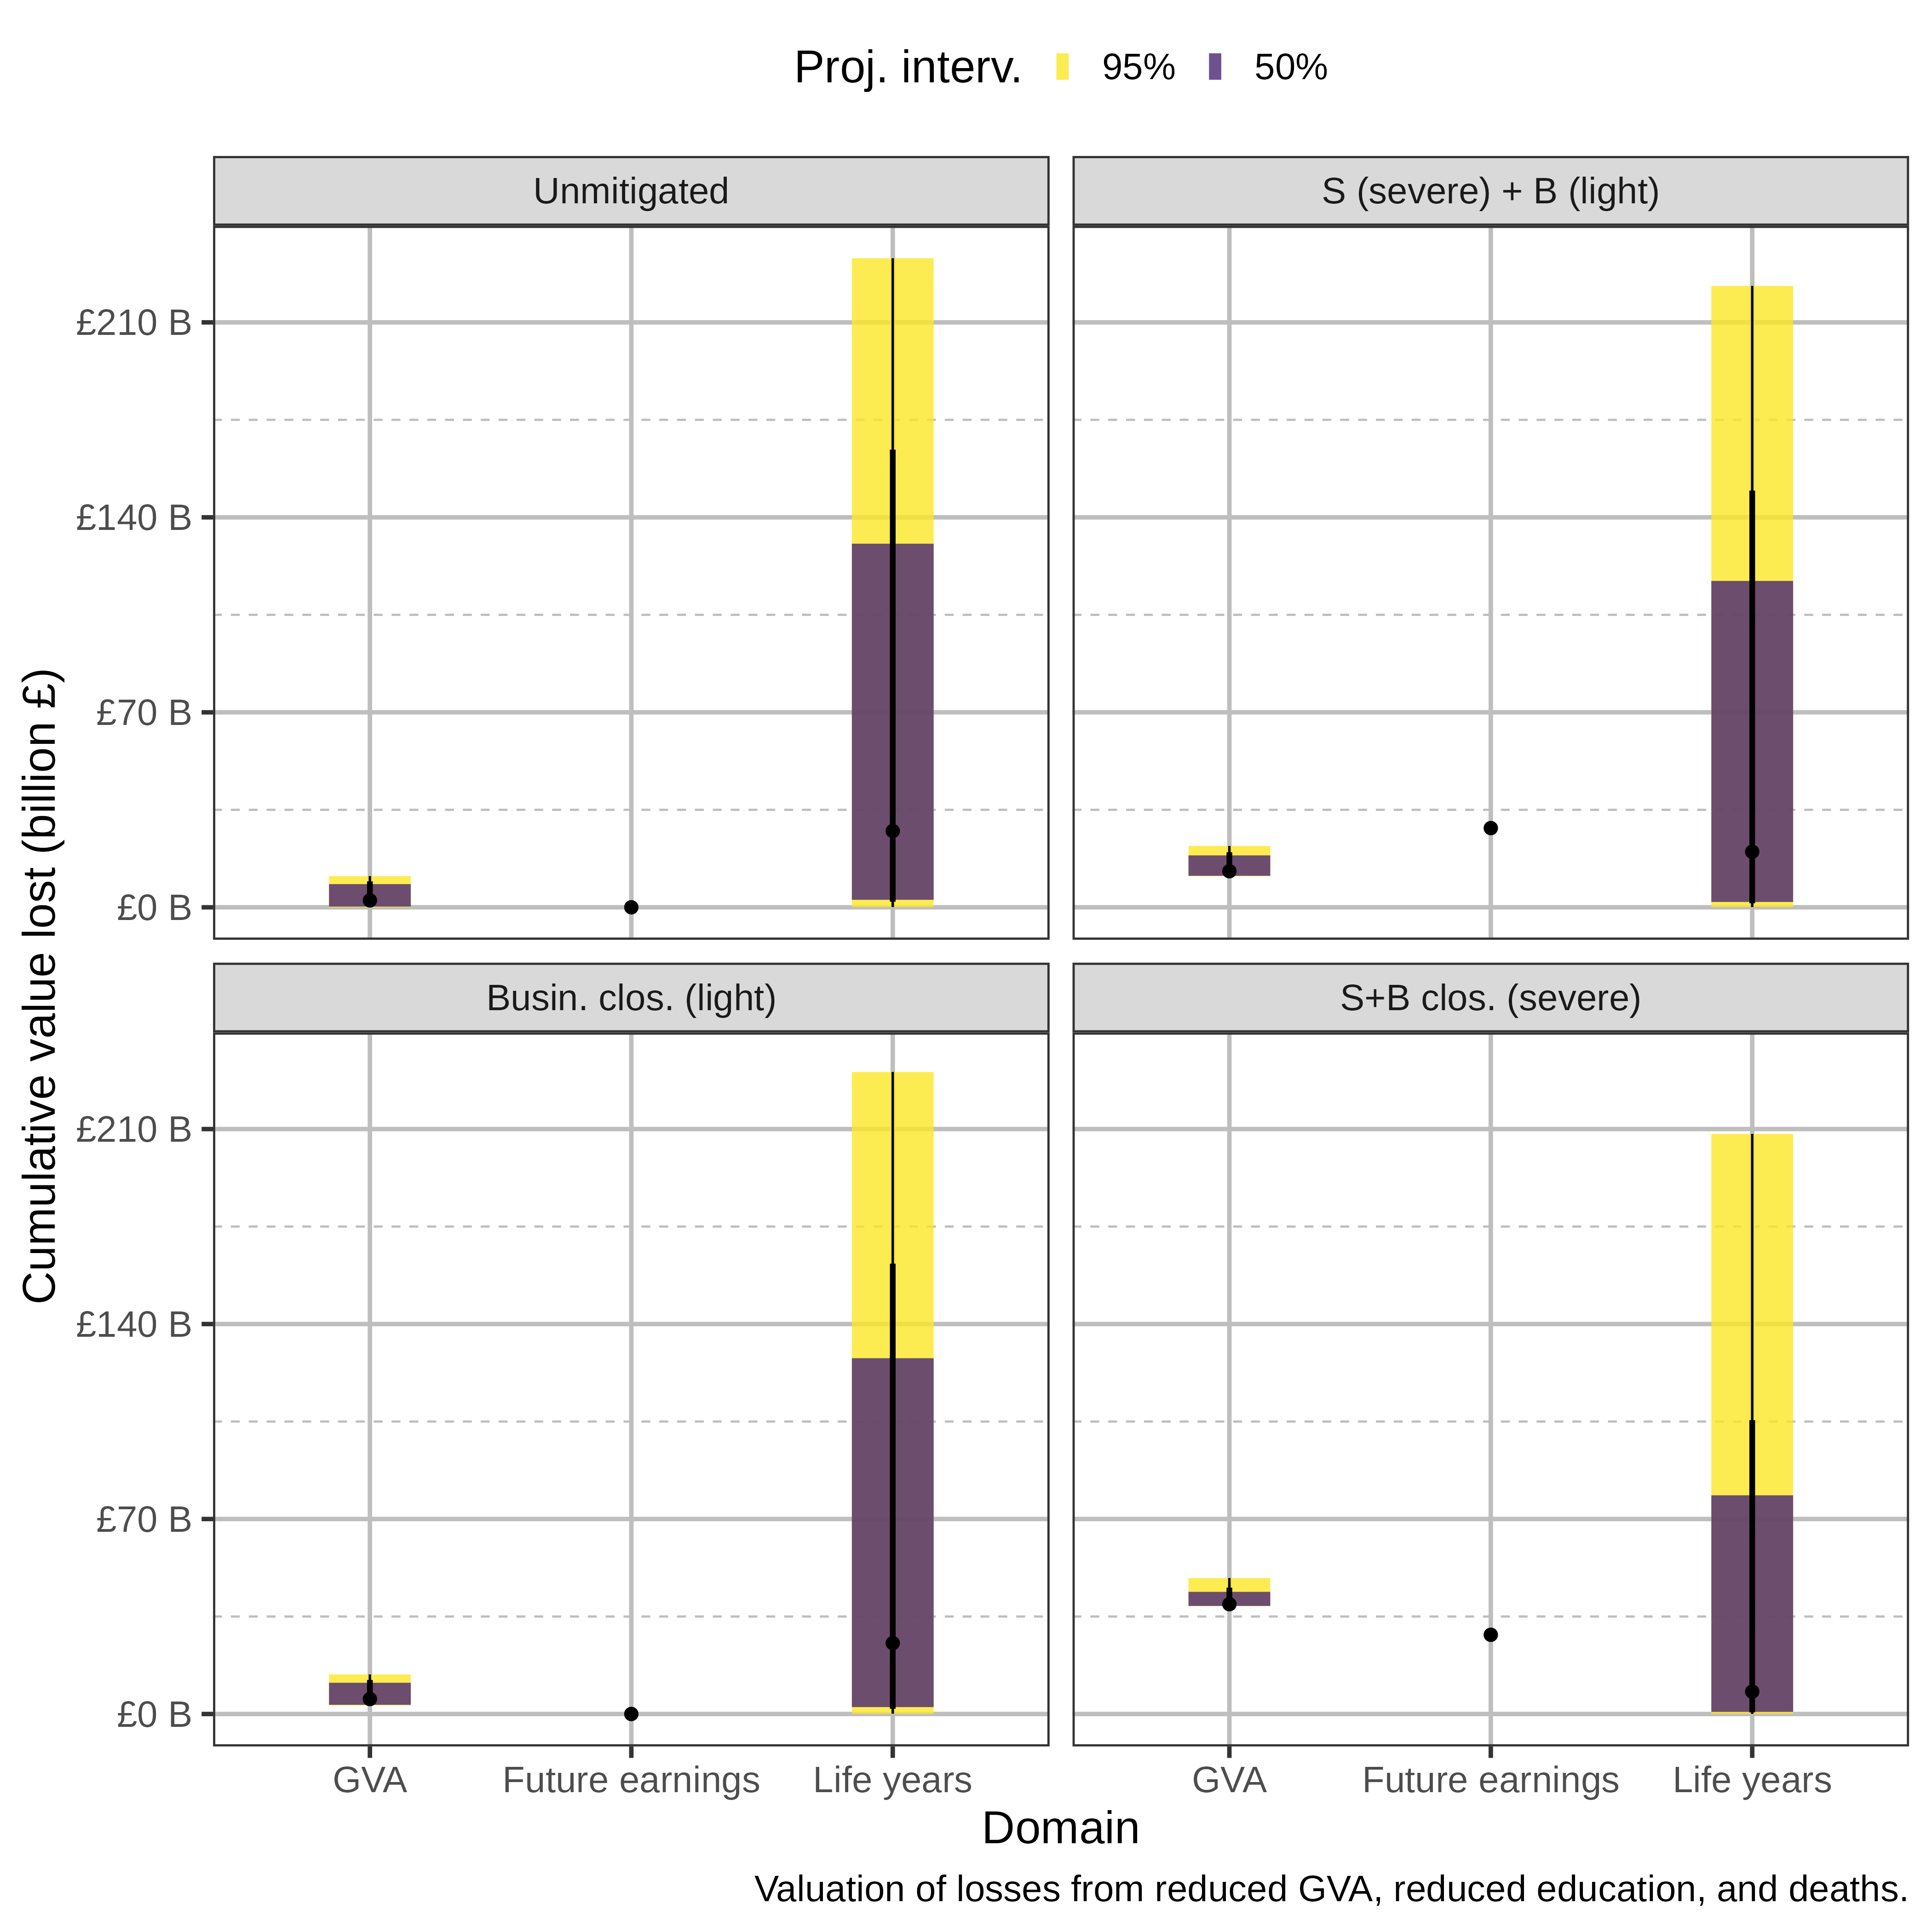 Proj. interv. 95% 50%
Unmitigated
S (severe) + B (light)
£210 B
£140 B
£70 B
£0 B
Busin. clos. (light)
S+B clos. (severe)
£210 B
£140 B
£70 B
£0 B
Cumulative value lost (billion £)
GVA Future earnings Life years
GVA Future earnings Life years
Domain
Valuation of losses from reduced GVA, reduced education, and deaths.